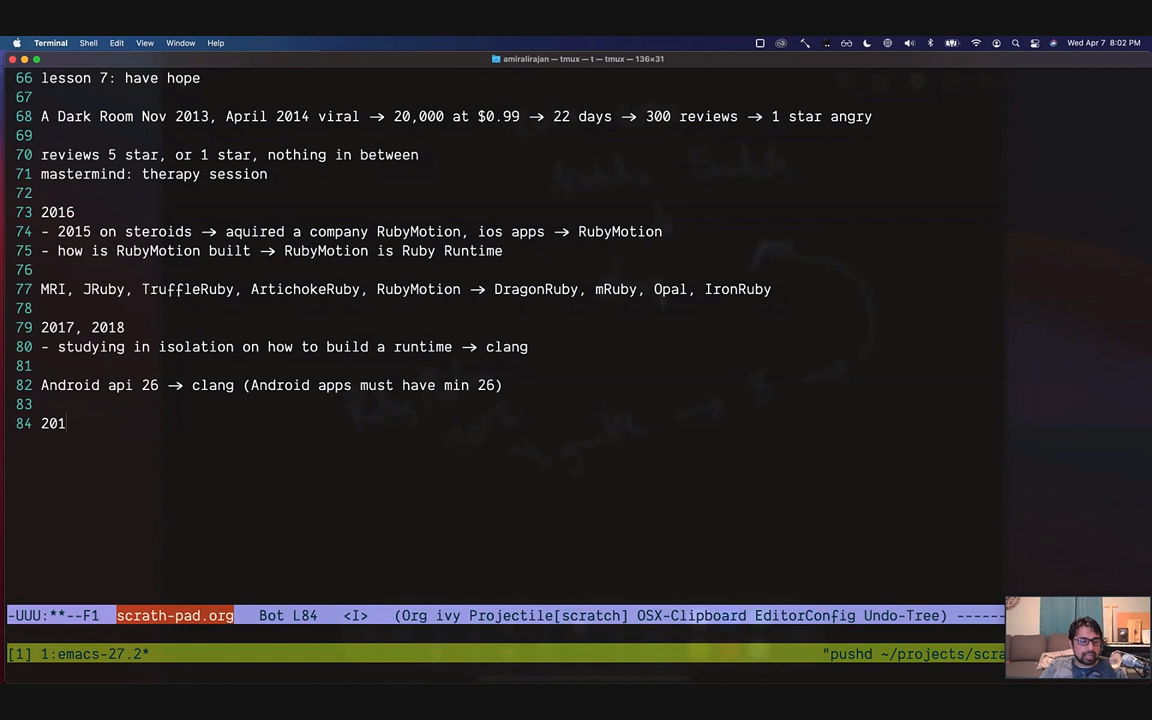 Terminal Shell Edit View Window Help Wed Apr 7 8:02 PM
amiralirajan — tmux — t — tmux — 136×31
66 lesson 7: have hope
67
68 A Dark Room Nov 2013, April 2014 viral → 20,000 at $0.99 → 22 days → 300 reviews → 1 star angry
69
70 reviews 5 star, or 1 star, nothing in between
71 mastermind: therapy session
72
73 2016
74 - 2015 on steroids → aquired a company RubyMotion, ios apps → RubyMotion
75 - how is RubyMotion built → RubyMotion is Ruby Runtime
76
77 MRI, JRuby, TruffleRuby, ArtichokeRuby, RubyMotion → DragonRuby, mRuby, Opal, IronRuby
78
79 2017, 2018
80 - studying in isolation on how to build a runtime → clang
81
82 Android api 26 → clang (Android apps must have min 26)
83
84 201
-UUU:**--F1 scrath-pad.org Bot L84 <I> (Org ivy Projectile[scratch] OSX-Clipboard EditorConfig Undo-Tree) ------
[1] 1:emacs-27.2* "pushd ~/projects/scra